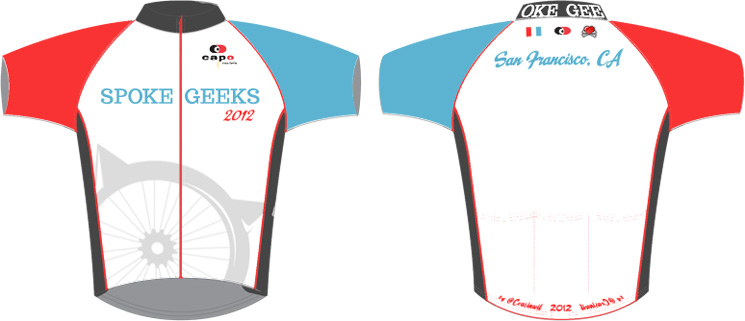 capo
SPOKE GEEKS
2012
OKE GEE
San Francisco, CA
2012